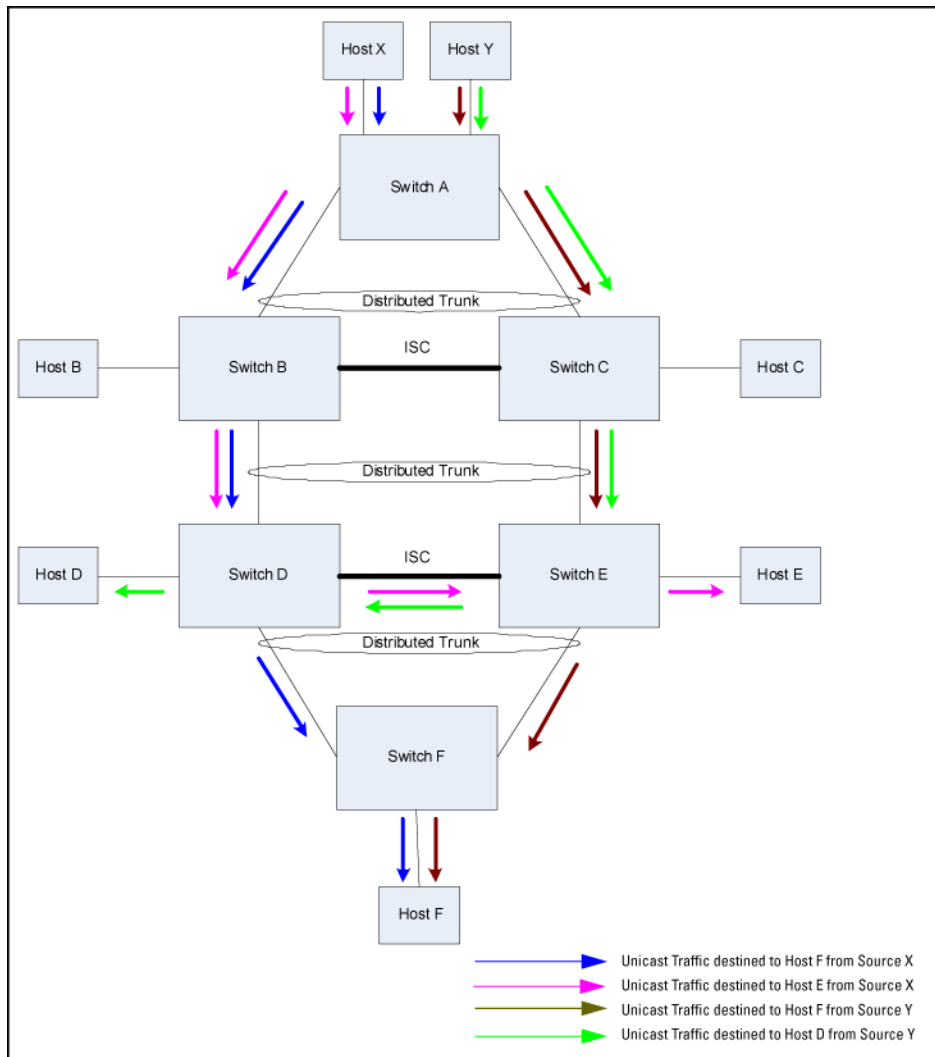 Host X
Host Y
Switch A
Distributed Trunk
Host B
Switch B
ISC
Switch C
Host C
Distributed Trunk
Host D
Switch D
ISC
Switch E
Host E
Distributed Trunk
Switch F
Host F
Unicast Traffic destined to Host F from Source X
Unicast Traffic destined to Host E from Source X
Unicast Traffic destined to Host F from Source Y
Unicast Traffic destined to Host D from Source Y